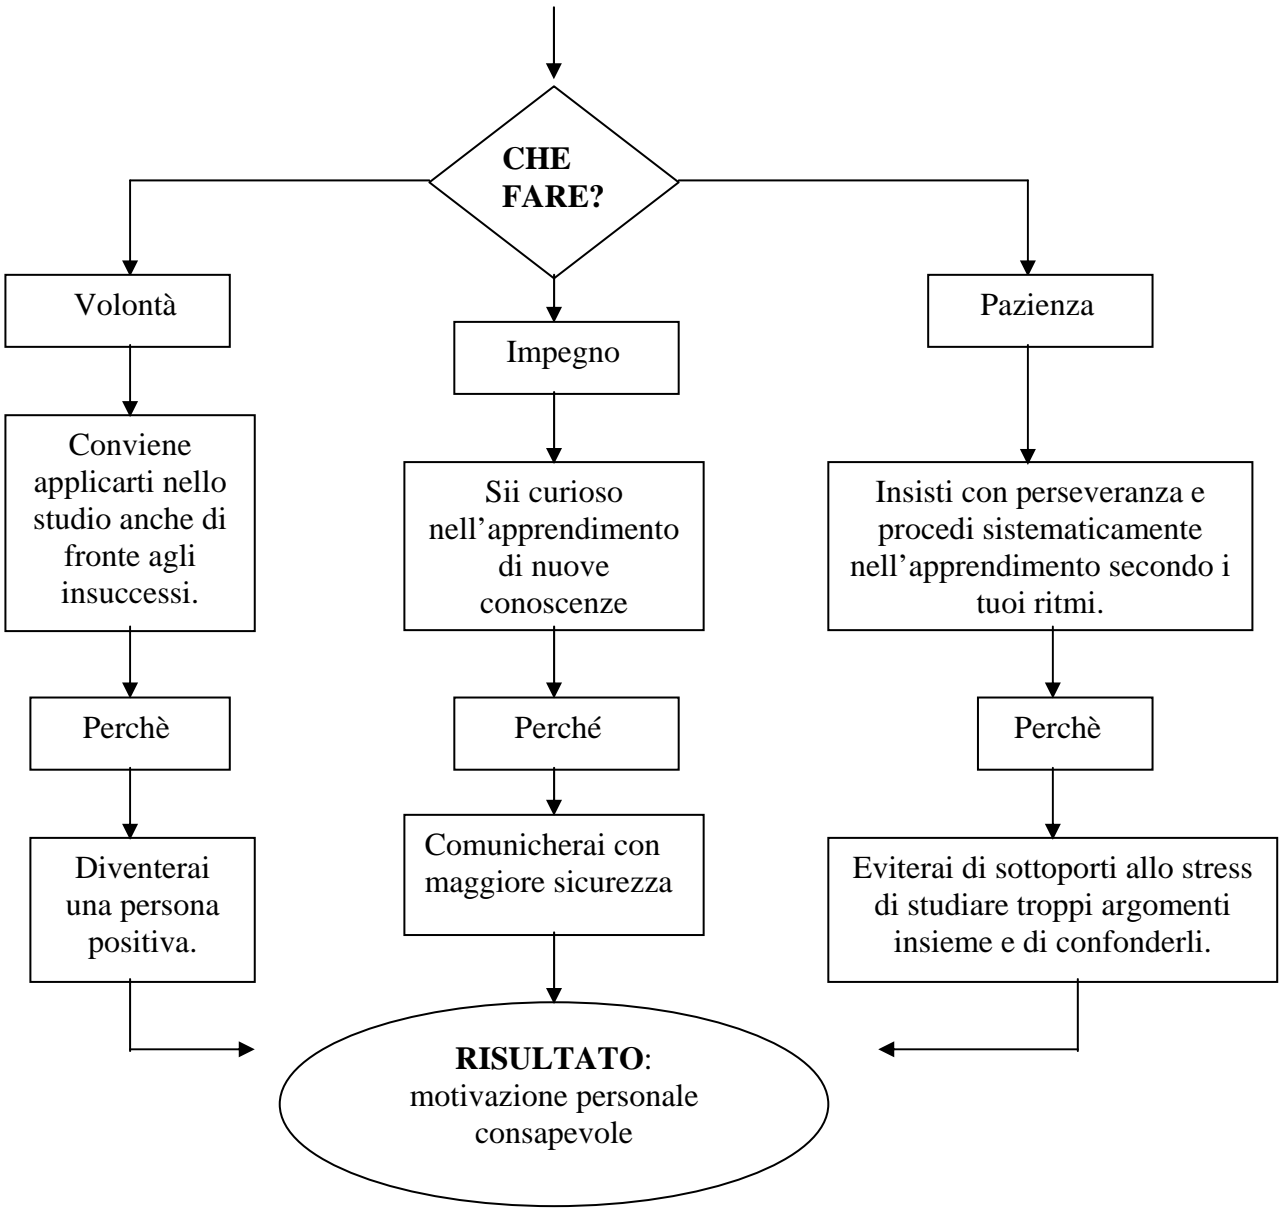 CHE
FARE?
Volontà
Impegno
Pazienza
Conviene
applicarti nello
studio anche di
fronte agli
insuccessi.
Sii curioso
nell’apprendimento
di nuove
conoscenze
Insisti con perseveranza e
procedi sistematicamente
nell’apprendimento secondo i
tuoi ritmi.
Perchè
Perché
Perchè
Diventerai
una persona
positiva.
Comunicherai con
maggiore sicurezza
Eviterai di sottoporti allo stress
di studiare troppi argomenti
insieme e di confonderli.
RISULTATO:
motivazione personale
consapevole